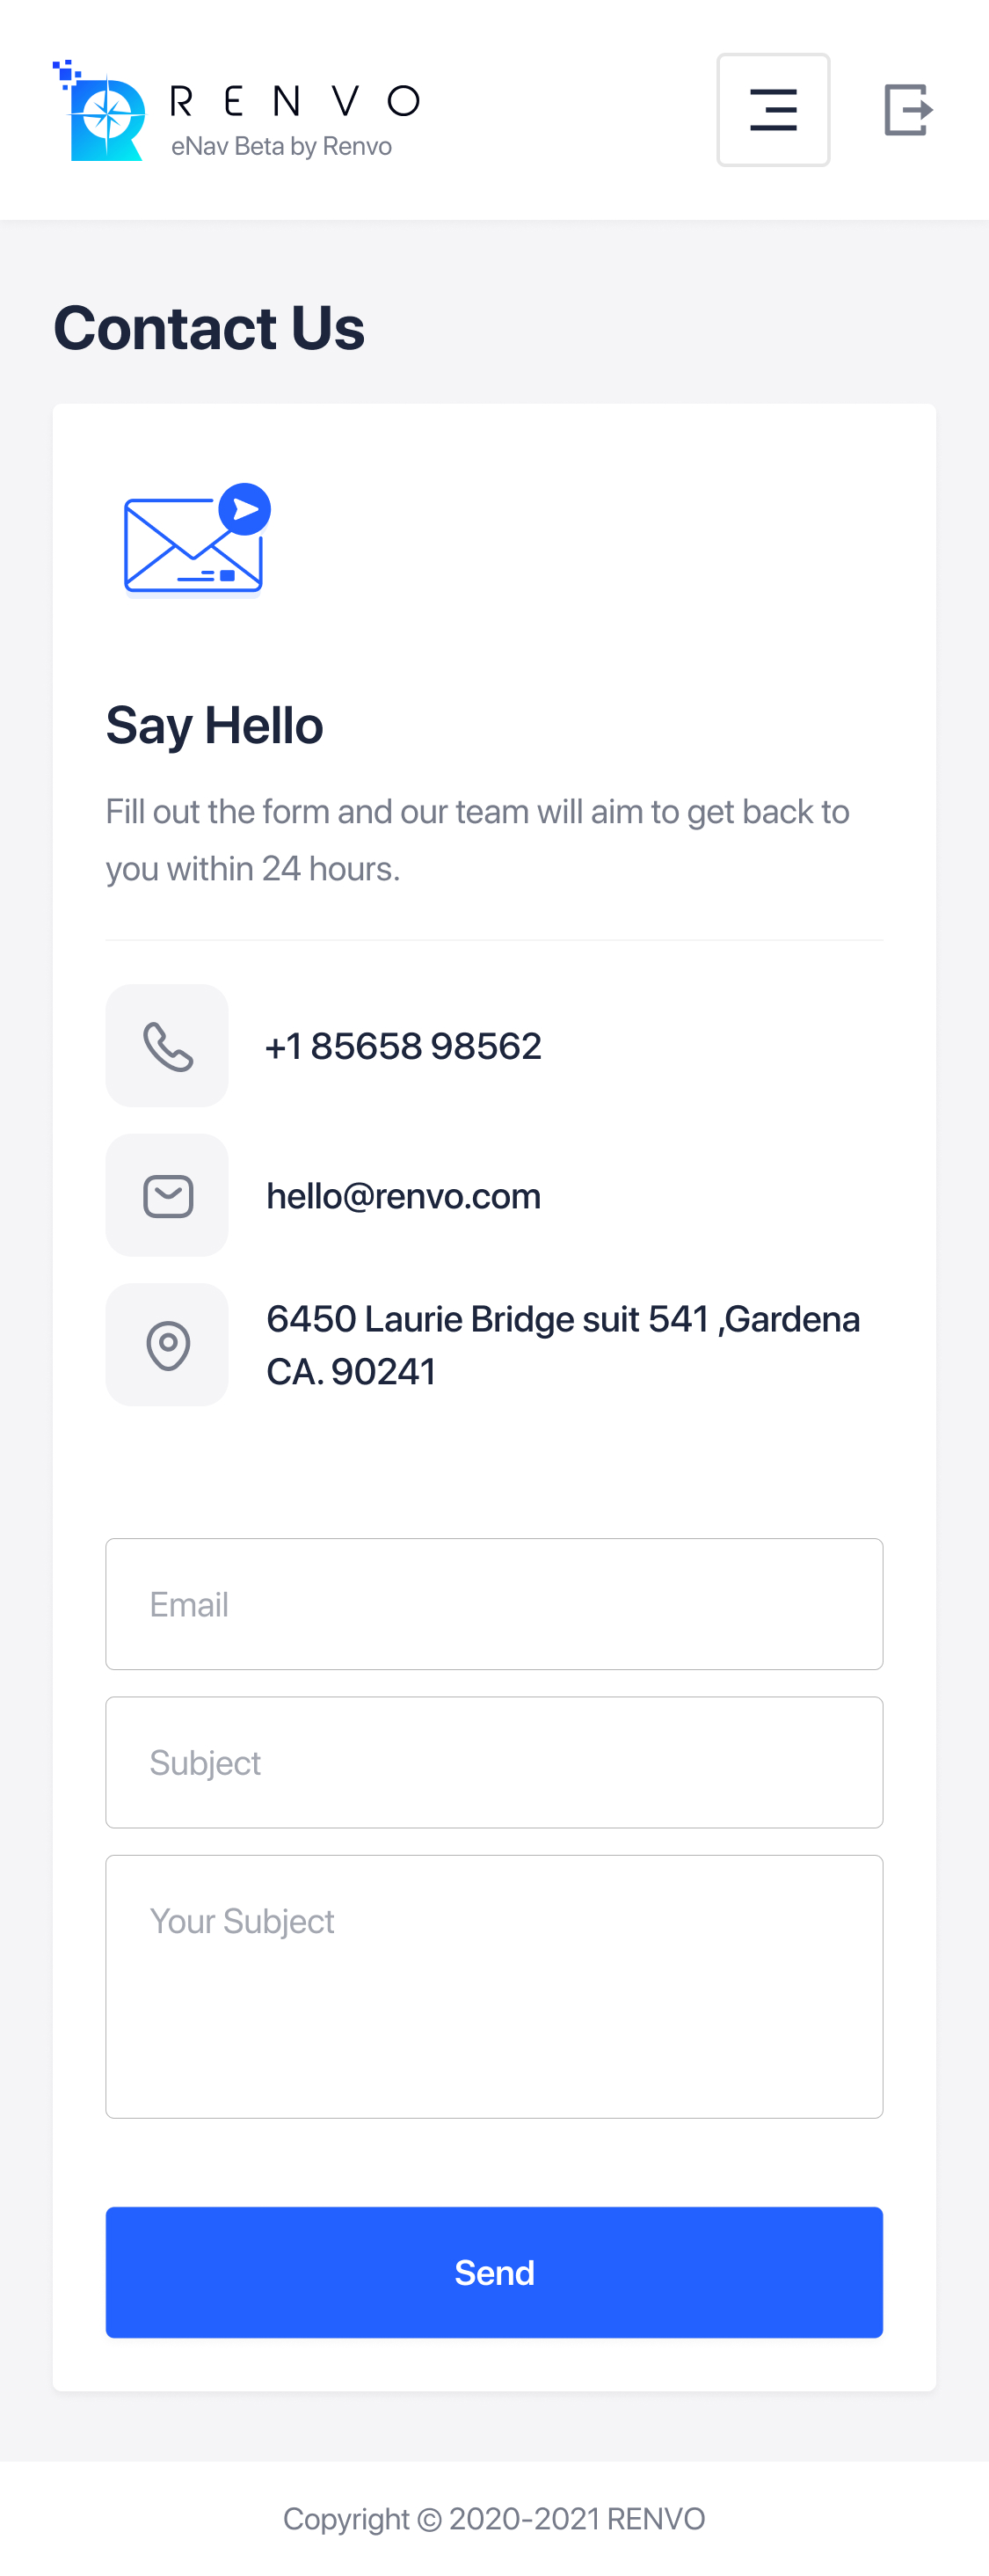 RENVO
eNav Beta by Renvo
Contact Us
Say Hello
Fill out the form and our team will aim to get back to
you within 24 hours.
+1 85658 98562
hello@renvo.com
6450 Laurie Bridge suit 541 ,Gardena
CA. 90241
Email
Subject
Your Subject
Send
Copyright © 2020-2021 RENVO